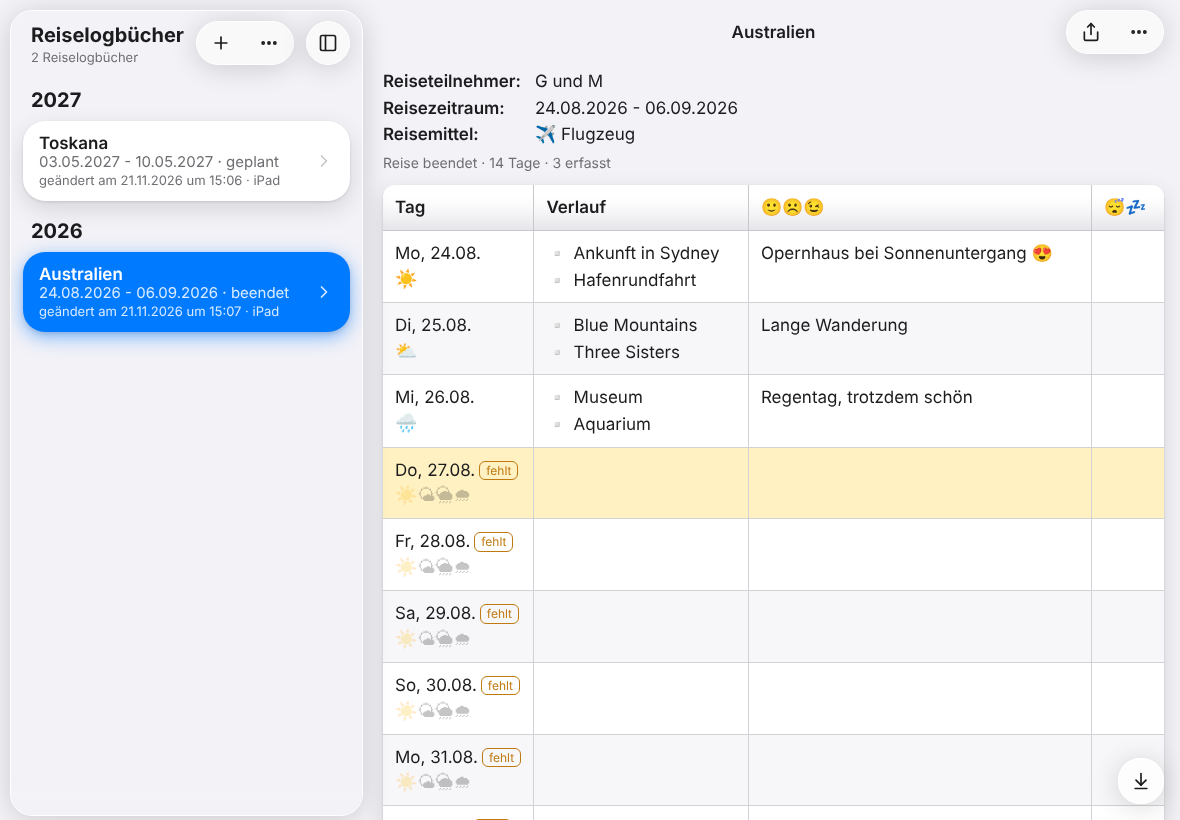 Reiselogbücher
2 Reiselogbücher
2027
Toskana
03.05.2027 - 10.05.2027 · geplant
geändert am 21.11.2026 um 15:06 · iPad
2026
Australien
24.08.2026 - 06.09.2026 · beendet
geändert am 21.11.2026 um 15:07 · iPad
Australien
Reiseteilnehmer: G und M
Reisezeitraum: 24.08.2026 - 06.09.2026
Reisemittel: ✈️ Flugzeug
Reise beendet · 14 Tage · 3 erfasst
Tag Verlauf 🙂☹️😉 😴💤
Mo, 24.08. ▫️ Ankunft in Sydney Opernhaus bei Sonnenuntergang 😍
☀️ ▫️ Hafenrundfahrt
Di, 25.08. ▫️ Blue Mountains Lange Wanderung
⛅ ▫️ Three Sisters
Mi, 26.08. ▫️ Museum Regentag, trotzdem schön
🌧️ ▫️ Aquarium
Do, 27.08. fehlt
☀️🌤🌦🌧
Fr, 28.08. fehlt
☀️🌤🌦🌧
Sa, 29.08. fehlt
☀️🌤🌦🌧
So, 30.08. fehlt
☀️🌤🌦🌧
Mo, 31.08. fehlt
☀️🌤🌦🌧